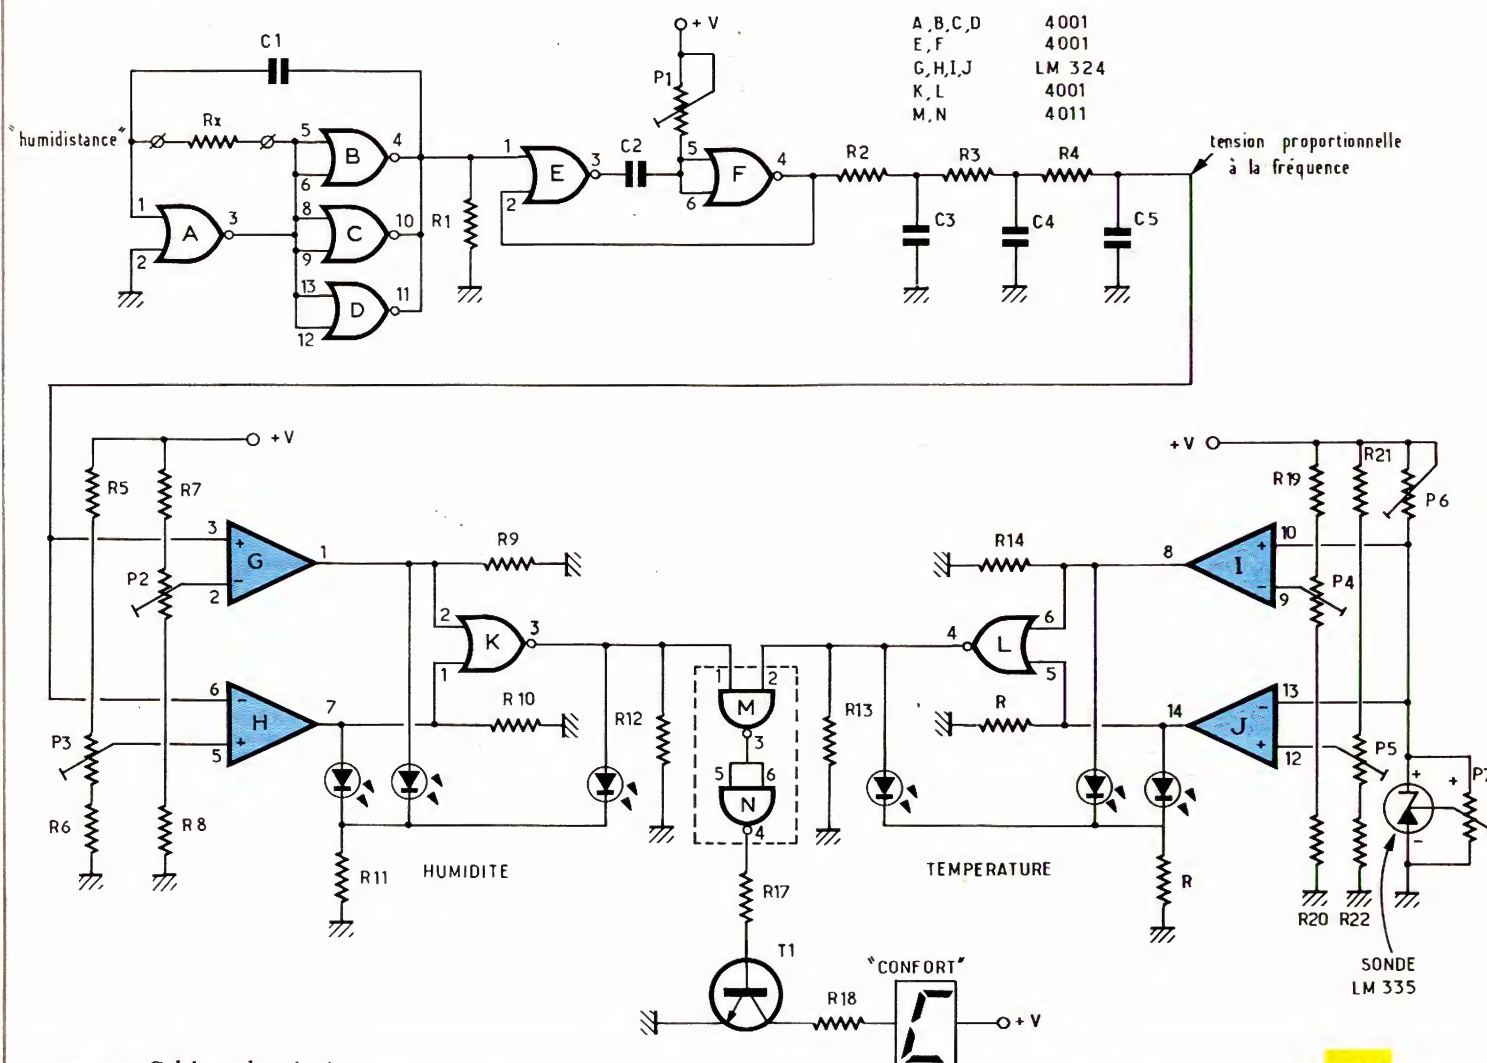 A,B,C,D 4001
E,F 4001
G,H,I,J LM 324
K,L 4001
M,N 4011
+V
C1
P1
"humidistance"
Rx
5
B
4
6
1
E
3
C2
5
F
4
R2
R3
R4
tension proportionnelle
à la fréquence
2
6
1
A
3
2
8
C
10
9
R1
C3
C4
C5
13
D
11
12
+V
+V
R5
R7
R19
R21
P6
3
+
G
1
R9
R14
8
I
+
10
P2
−
2
−
9
P4
2
K
3
1
4
L
6
5
6
−
H
7
R10
R12
1
2
M
3
R13
R
14
J
−
13
P3
+
5
+
12
P5
5
6
N
4
+
+
P7
−
R6
R8
R11
HUMIDITE
R17
TEMPERATURE
R
R20
R22
T1
"CONFORT"
SONDE
LM 335
R18
+V